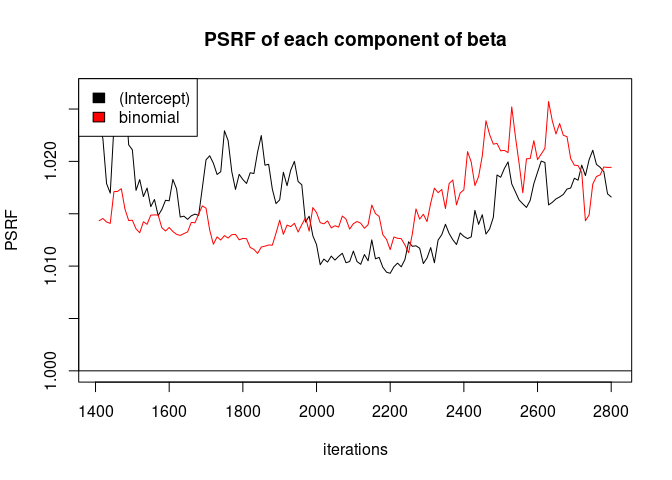 PSRF of each component of beta
(Intercept)
binomial
PSRF
1.020
1.010
1.000
1400 1600 1800 2000 2200 2400 2600 2800
iterations